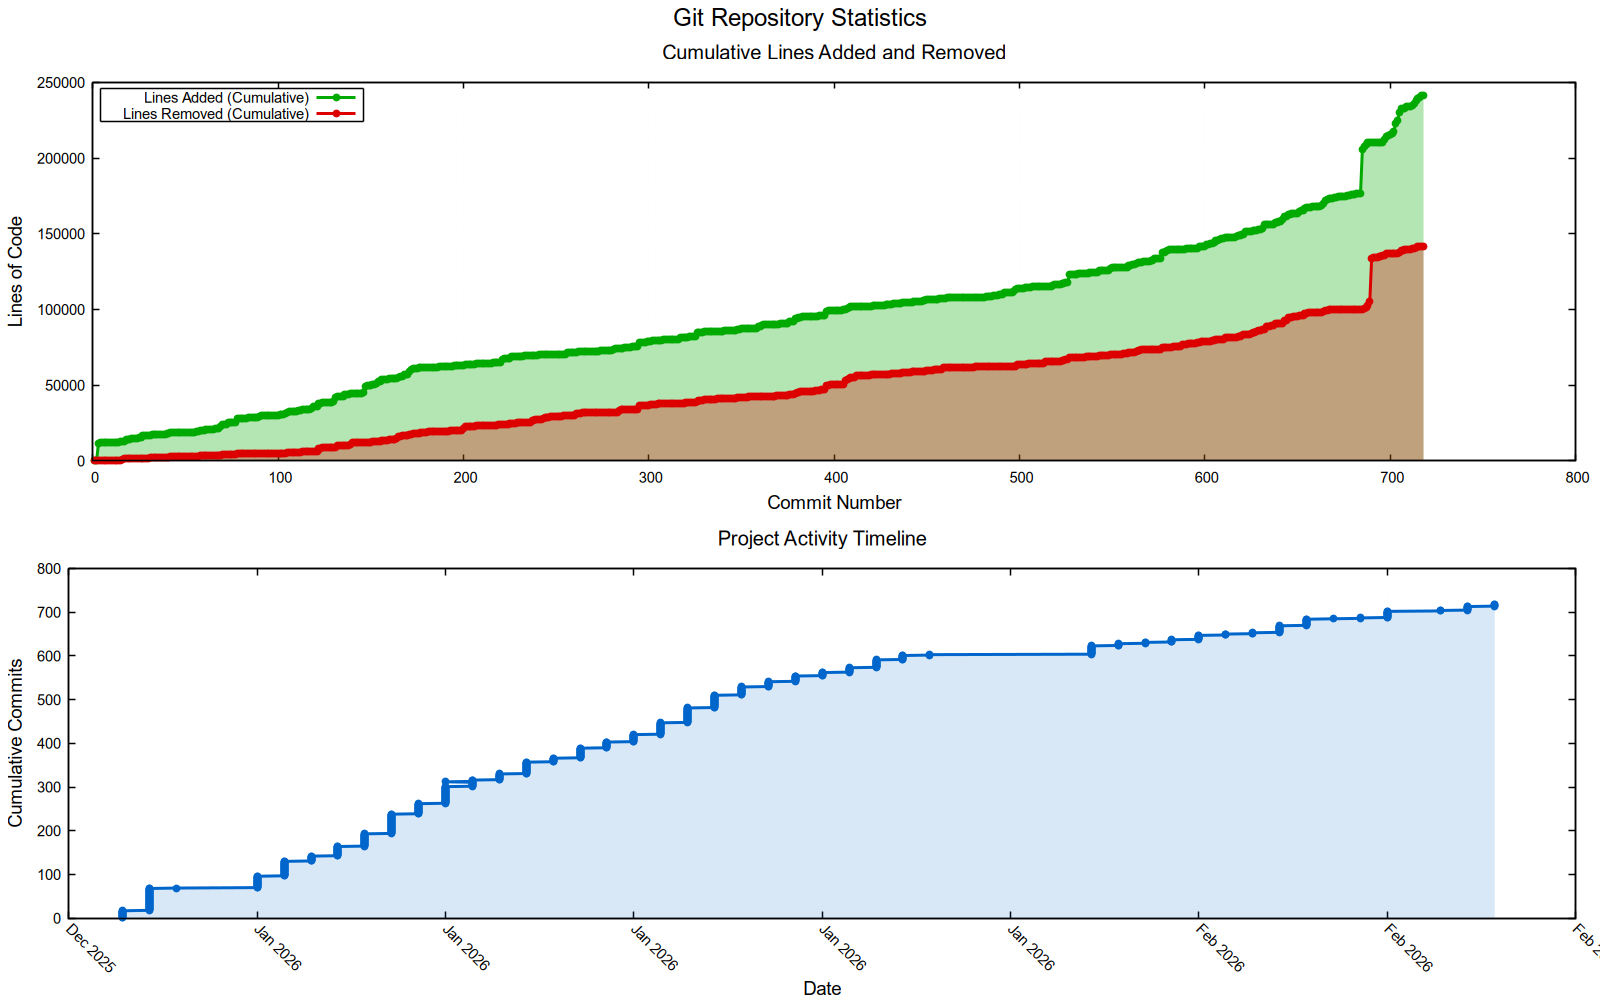 Git Repository Statistics
Cumulative Lines Added and Removed
250000
200000
150000
100000
50000
0
Lines of Code
Lines Added (Cumulative)
Lines Removed (Cumulative)
0 100 200 300 400 500 600 700 800
Commit Number
Project Activity Timeline
800
700
600
500
400
300
200
100
0
Cumulative Commits
Dec 2025 Jan 2026 Jan 2026 Jan 2026 Jan 2026 Jan 2026 Feb 2026 Feb 2026 Feb
Date